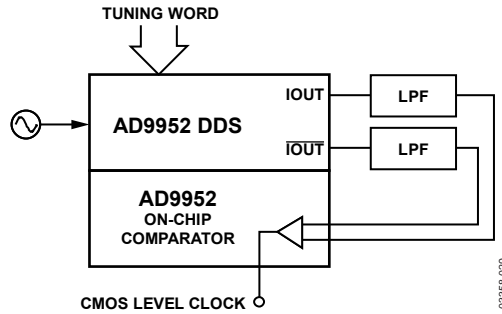 TUNING WORD
AD9952 DDS
IOUT
LPF
IOUT
LPF
AD9952
ON-CHIP
COMPARATOR
CMOS LEVEL CLOCK